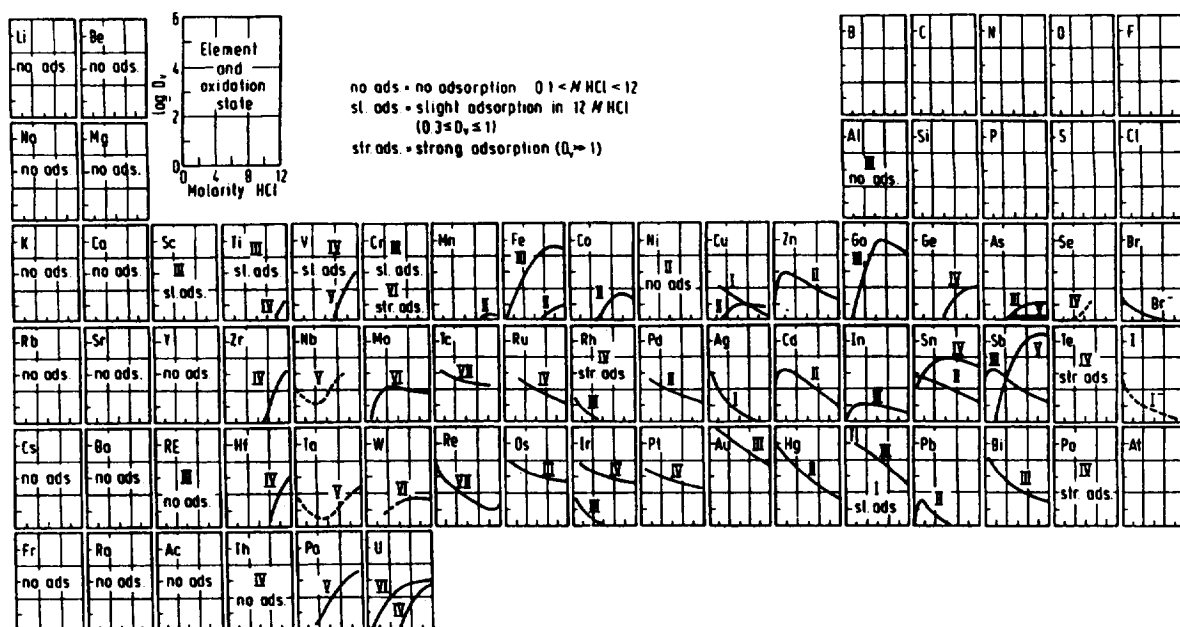 Li Be B C N O F
no ads. no ads.
Element
and
oxidation
state
log Dv
6
4
2
0
0 4 8 12
Molarity HCl
no ads = no adsorption 0.1 < M HCl < 12
sl. ads = slight adsorption in 12 M HCl
(0.3 ≤ Dv ≤ 1)
str. ads. = strong adsorption (Dv ≫ 1)
Na Mg Al Si P S Cl
no ads. no ads. III no ads.
K Ca Sc Ti III V IV Cr III Mn Fe Co Ni Cu Zn Ga Ge As Se Br
no ads. no ads. III sl. ads. sl. ads. IV sl. ads. V sl. ads. VI str. ads. II III II II II no ads. I II II III IV III V IV Br⁻
Rb Sr Y Zr Nb Mo Tc Ru Rh Pd Ag Cd In Sn Sb Te I
no ads. no ads. no ads. IV V VI VII IV IV str. ads. III II I II III IV II III V IV str. ads. I⁻
Cs Ba RE Hf Ta W Re Os Ir Pt Au Hg Tl Pb Bi Po At
no ads. no ads. III no ads. IV V VI VII III IV III IV III II III I sl. ads II III IV str. ads.
Fr Ra Ac Th Pa U
no ads no ads. no ads. IV no ads. V VI IV